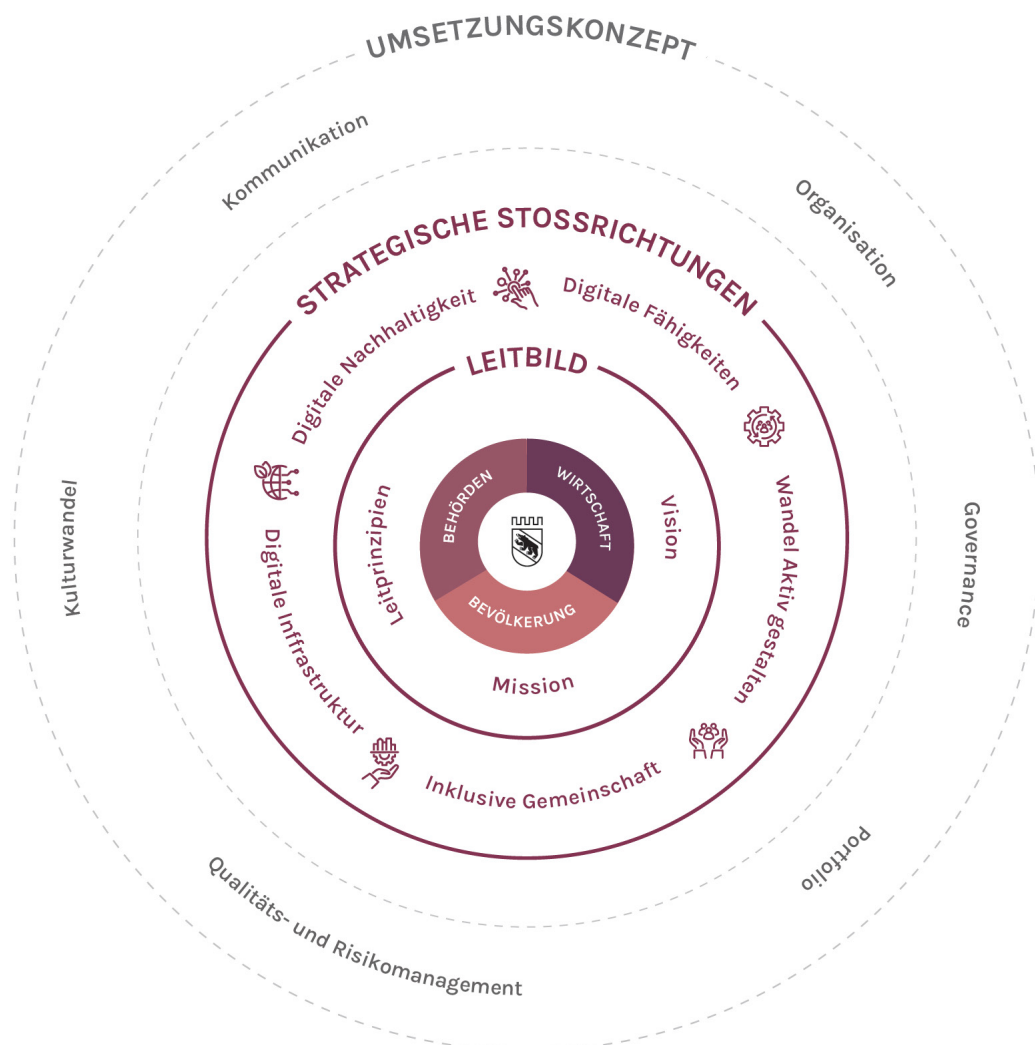 UMSETZUNGSKONZEPT
Kommunikation
Organisation
Governance
Portfolio
Qualitäts- und Risikomanagement
Kulturwandel
STRATEGISCHE STOSSRICHTUNGEN
Digitale Nachhaltigkeit
Digitale Fähigkeiten
Wandel Aktiv gestalten
Inklusive Gemeinschaft
Digitale Inffrastruktur
LEITBILD
Leitprinzipien
Vision
Mission
BEHÖRDEN
WIRTSCHAFT
BEVÖLKERUNG